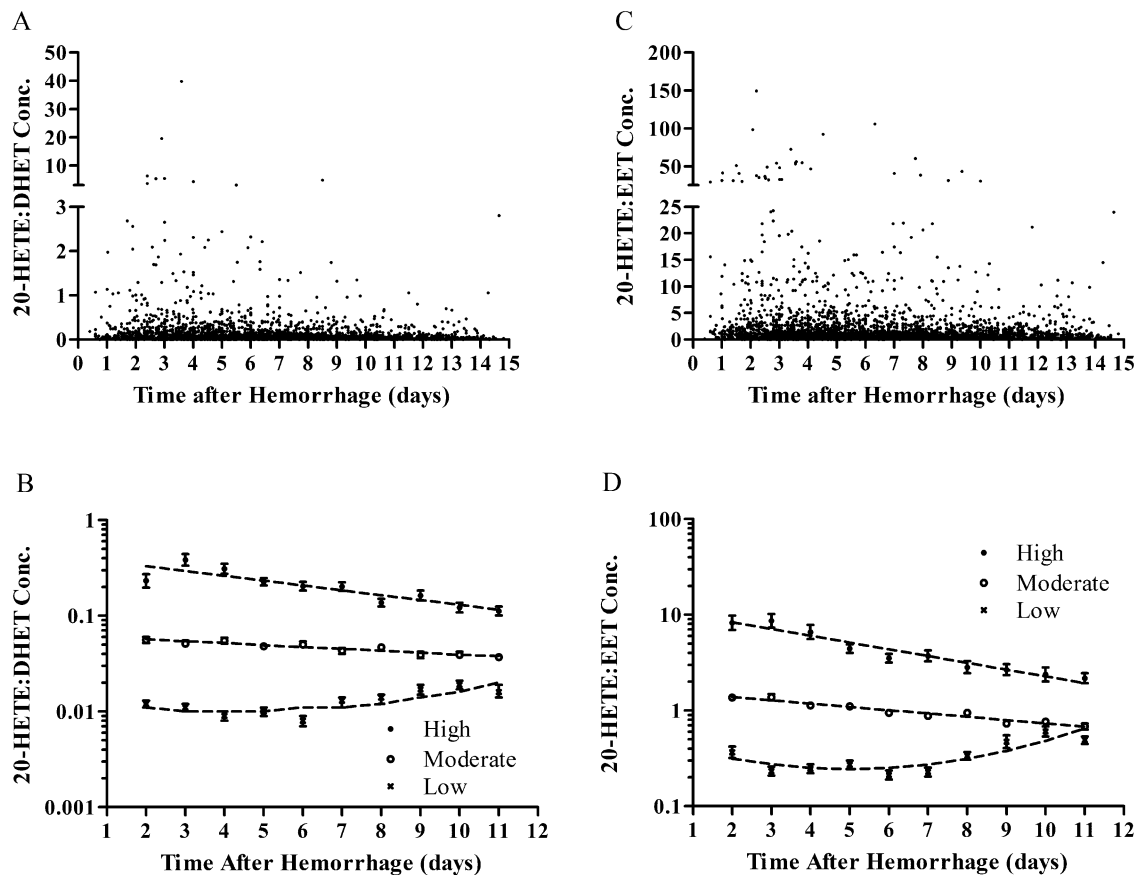 A
20-HETE:DHET Conc.
50
40
30
20
10
3
2
1
0
0 1 2 3 4 5 6 7 8 9 10 11 12 13 14 15
Time after Hemorrhage (days)
C
20-HETE:EET Conc.
200
150
100
50
25
20
15
10
5
0
0 1 2 3 4 5 6 7 8 9 10 11 12 13 14 15
Time after Hemorrhage (days)
B
20-HETE:DHET Conc.
1
0.1
0.01
0.001
High
Moderate
Low
1 2 3 4 5 6 7 8 9 10 11 12
Time After Hemorrhage (days)
D
20-HETE:EET Conc.
100
10
1
0.1
High
Moderate
Low
1 2 3 4 5 6 7 8 9 10 11 12
Time After Hemorrhage (days)